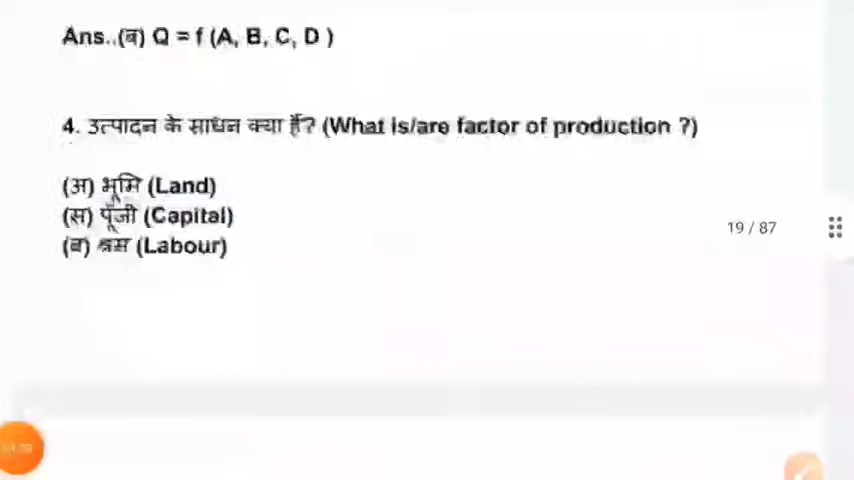 Ans..(ब) Q = f (A, B, C, D )
4. उत्पादन के साधन क्या हैं? (What is/are factor of production ?)
(अ) भूमि (Land)
(स) पूँजी (Capital)
19 / 87
(ब) श्रम (Labour)